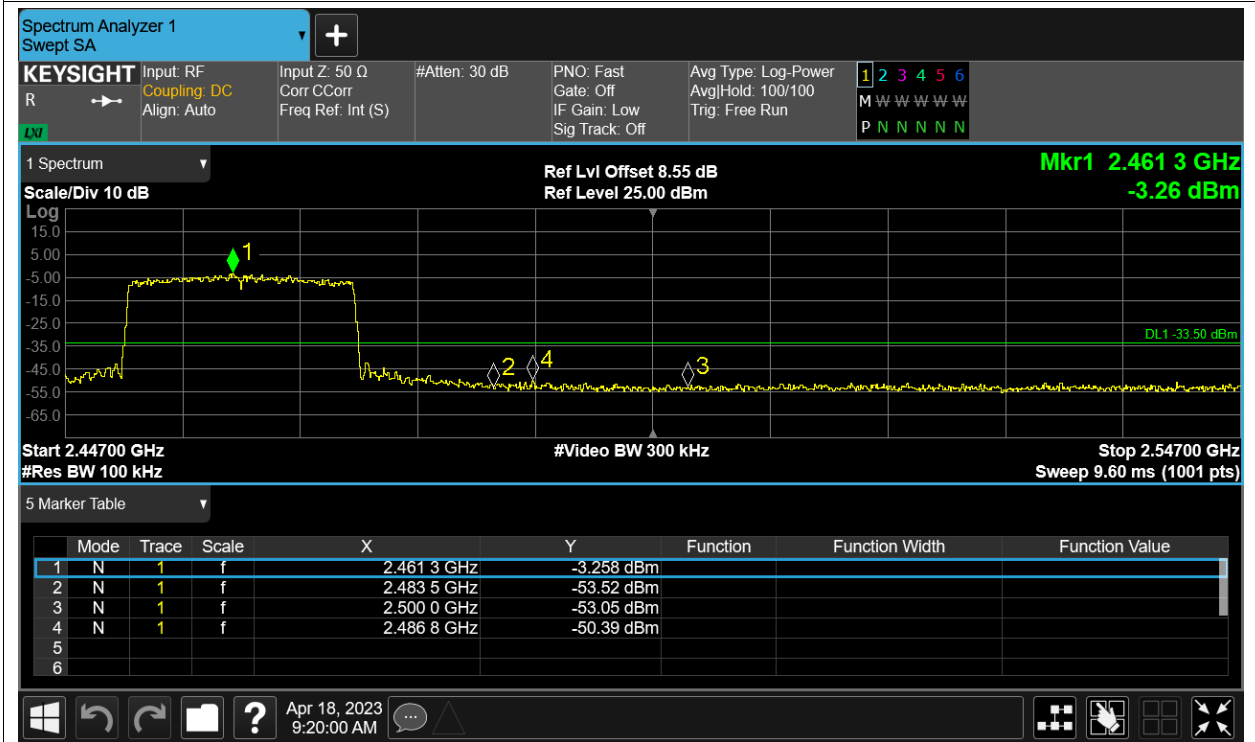 Spectrum Analyzer 1
Swept SA
KEYSIGHT
R
LXI
Input: RF
Coupling: DC
Align: Auto
Input Z: 50 Ω
Corr CCorr
Freq Ref: Int (S)
#Atten: 30 dB
PNO: Fast
Gate: Off
IF Gain: Low
Sig Track: Off
Avg Type: Log-Power
Avg|Hold: 100/100
Trig: Free Run
1 2 3 4 5 6
M W W W W W
P N N N N N
1 Spectrum
Scale/Div 10 dB
Ref Lvl Offset 8.55 dB
Ref Level 25.00 dBm
Mkr1 2.461 3 GHz
-3.26 dBm
Log
15.0
5.00
-5.00
-15.0
-25.0
-35.0
-45.0
-55.0
-65.0
1
2
4
3
DL1 -33.50 dBm
Start 2.44700 GHz
#Res BW 100 kHz
#Video BW 300 kHz
Stop 2.54700 GHz
Sweep 9.60 ms (1001 pts)
5 Marker Table
Mode Trace Scale X Y Function Function Width Function Value
1 N 1 f 2.461 3 GHz -3.258 dBm
2 N 1 f 2.483 5 GHz -53.52 dBm
3 N 1 f 2.500 0 GHz -53.05 dBm
4 N 1 f 2.486 8 GHz -50.39 dBm
5
6
?
Apr 18, 2023
9:20:00 AM